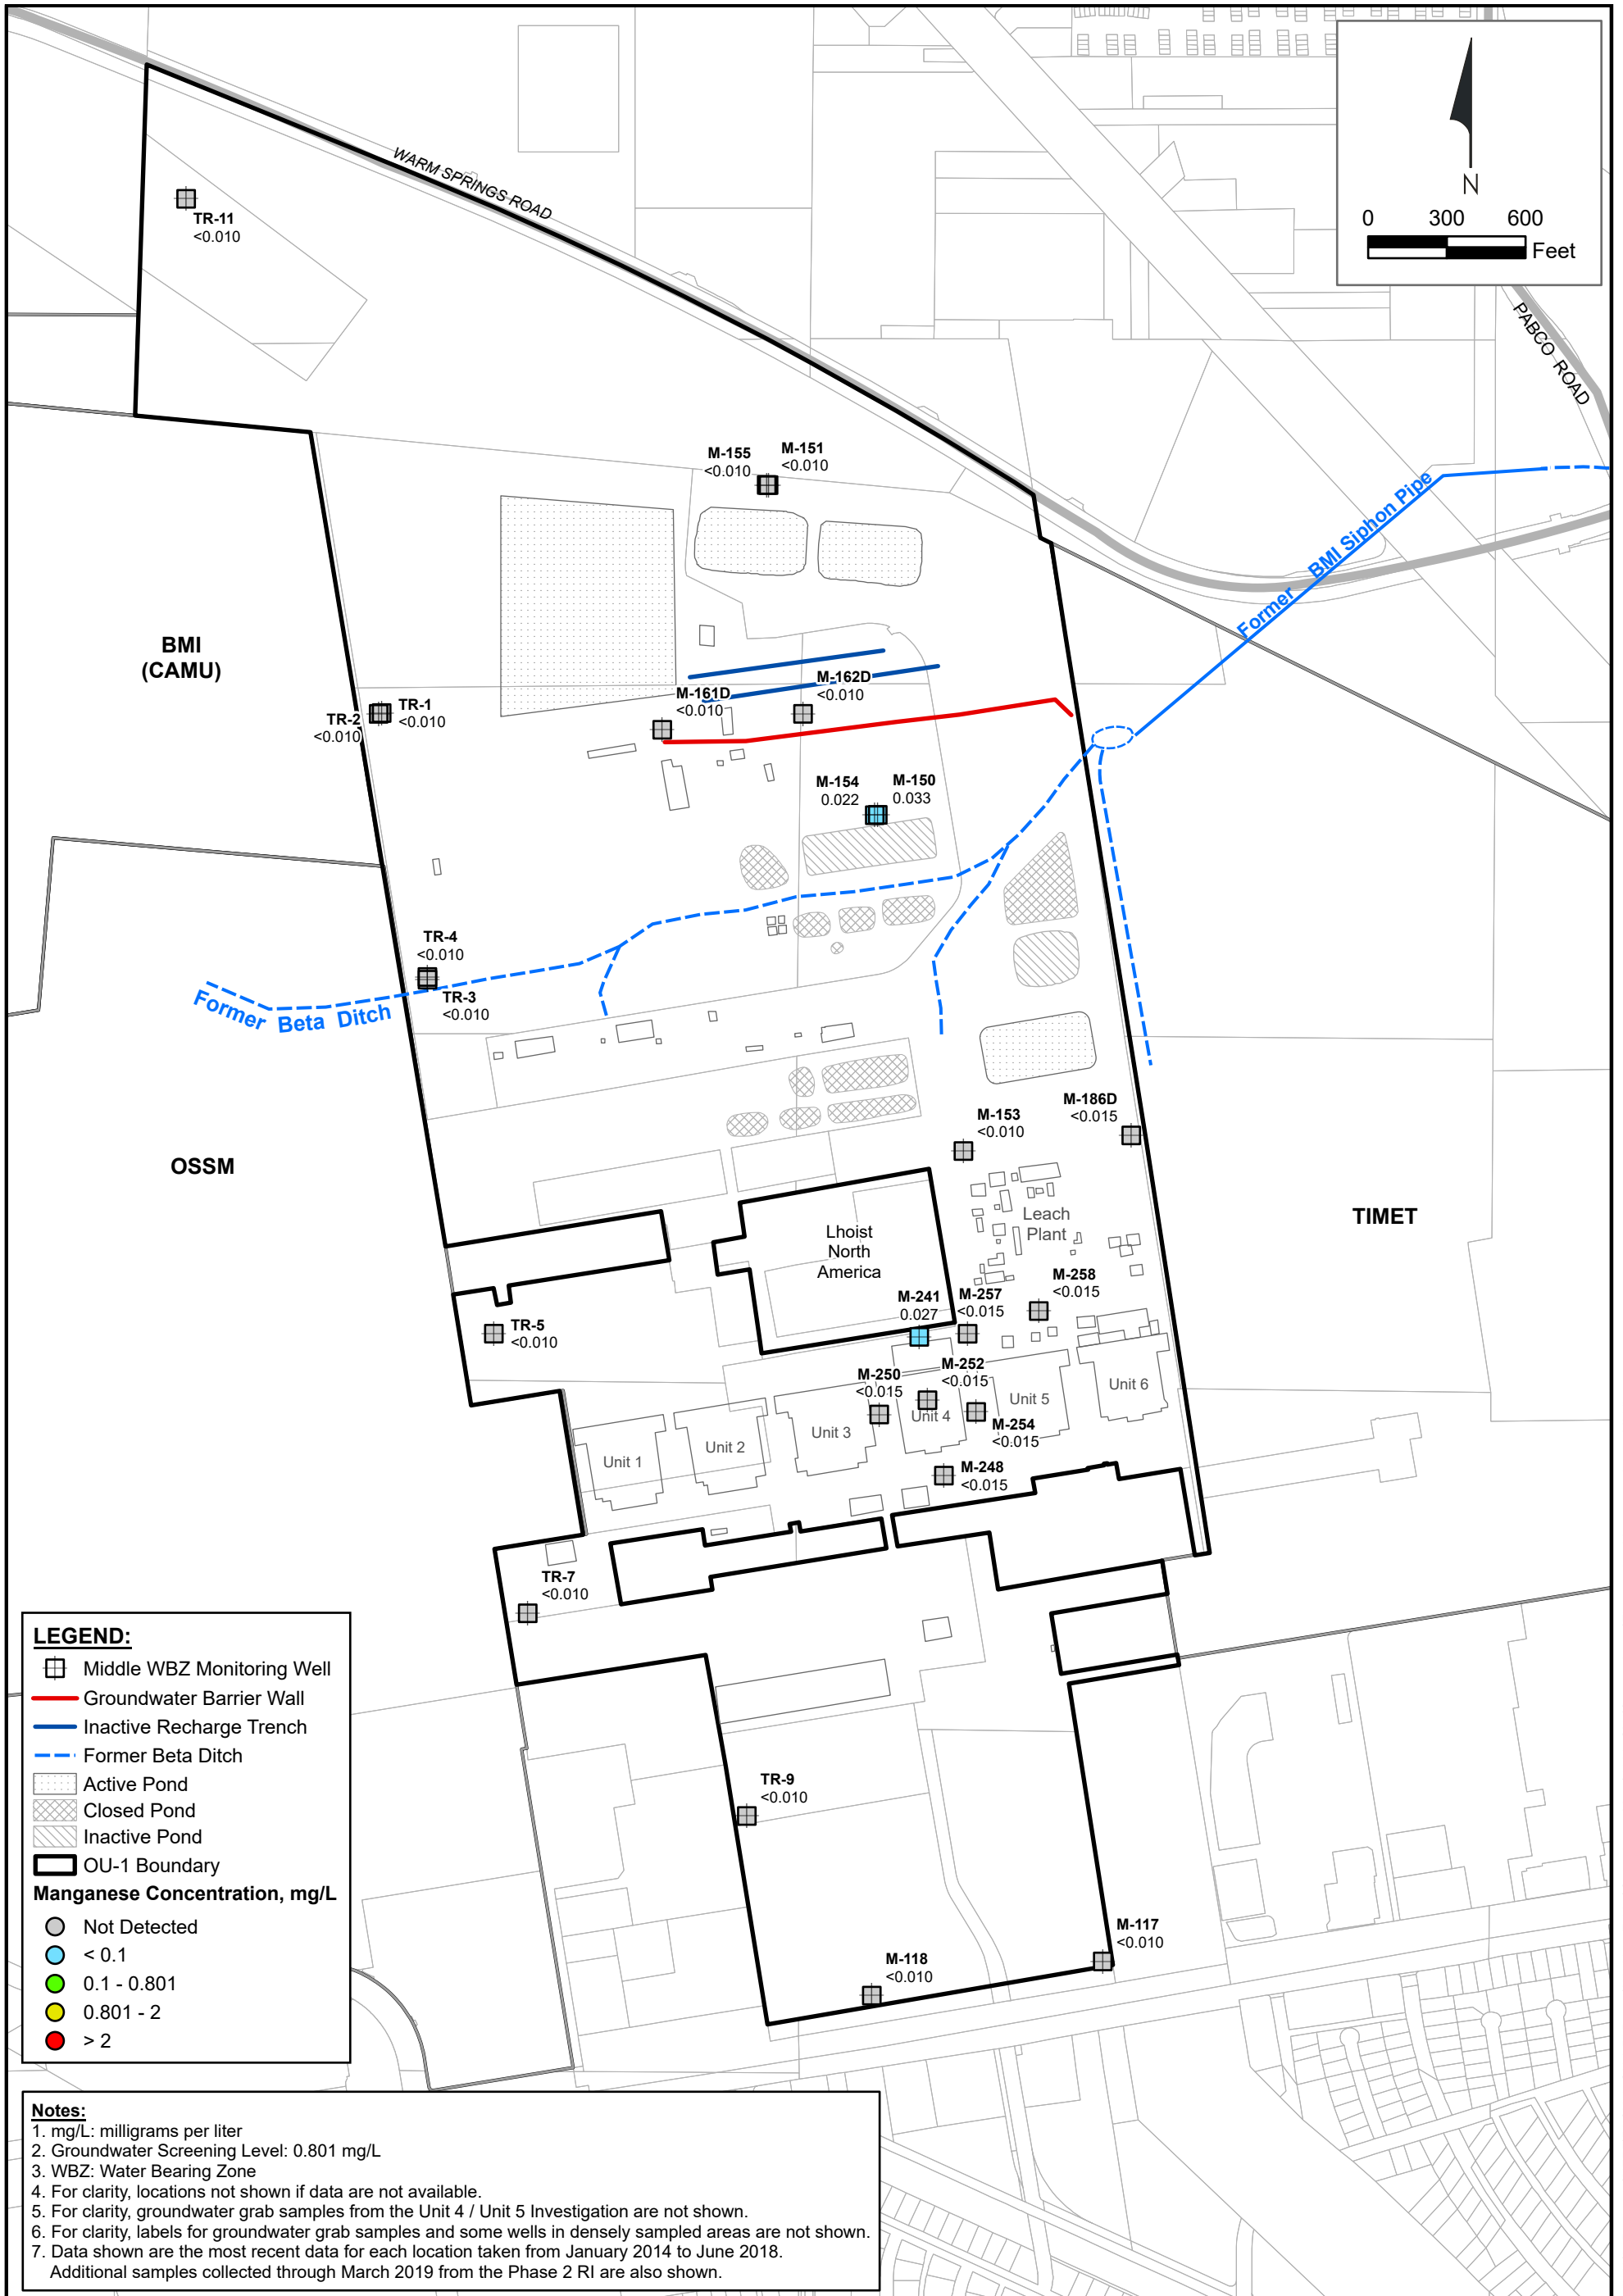 N
0 300 600
Feet
WARM SPRINGS ROAD
PABCO ROAD
TR-11
<0.010
M-155
<0.010
M-151
<0.010
Former BMI Siphon Pipe
BMI
(CAMU)
M-161D
<0.010
M-162D
<0.010
TR-2
<0.010
TR-1
<0.010
M-154
0.022
M-150
0.033
TR-4
<0.010
TR-3
<0.010
Former Beta Ditch
M-186D
<0.015
M-153
<0.010
OSSM
TIMET
Leach
Plant
Lhoist
North
America
M-258
<0.015
M-241
0.027
M-257
<0.015
TR-5
<0.010
M-250
<0.015
M-252
<0.015
M-254
<0.015
Unit 1
Unit 2
Unit 3
Unit 4
Unit 5
Unit 6
M-248
<0.015
TR-7
<0.010
TR-9
<0.010
M-117
<0.010
M-118
<0.010
LEGEND:
Middle WBZ Monitoring Well
Groundwater Barrier Wall
Inactive Recharge Trench
Former Beta Ditch
Active Pond
Closed Pond
Inactive Pond
OU-1 Boundary
Manganese Concentration, mg/L
Not Detected
< 0.1
0.1 - 0.801
0.801 - 2
> 2
Notes:
1. mg/L: milligrams per liter
2. Groundwater Screening Level: 0.801 mg/L
3. WBZ: Water Bearing Zone
4. For clarity, locations not shown if data are not available.
5. For clarity, groundwater grab samples from the Unit 4 / Unit 5 Investigation are not shown.
6. For clarity, labels for groundwater grab samples and some wells in densely sampled areas are not shown.
7. Data shown are the most recent data for each location taken from January 2014 to June 2018.
Additional samples collected through March 2019 from the Phase 2 RI are also shown.